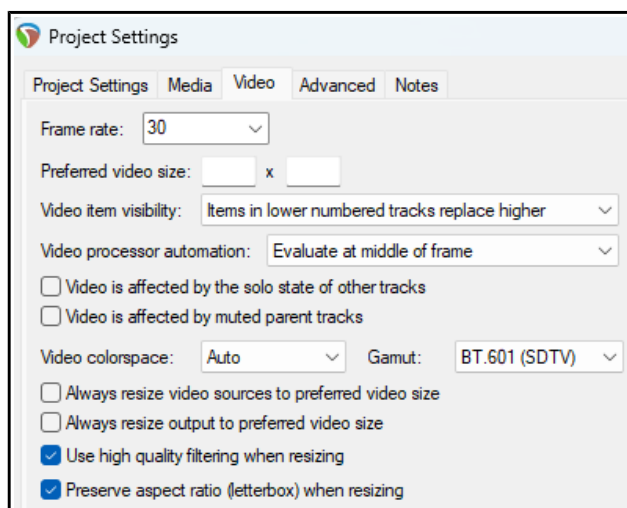 Project Settings
Project Settings Media Video Advanced Notes
Frame rate: 30
Preferred video size: x
Video item visibility: Items in lower numbered tracks replace higher
Video processor automation: Evaluate at middle of frame
Video is affected by the solo state of other tracks
Video is affected by muted parent tracks
Video colorspace: Auto Gamut: BT.601 (SDTV)
Always resize video sources to preferred video size
Always resize output to preferred video size
Use high quality filtering when resizing
Preserve aspect ratio (letterbox) when resizing